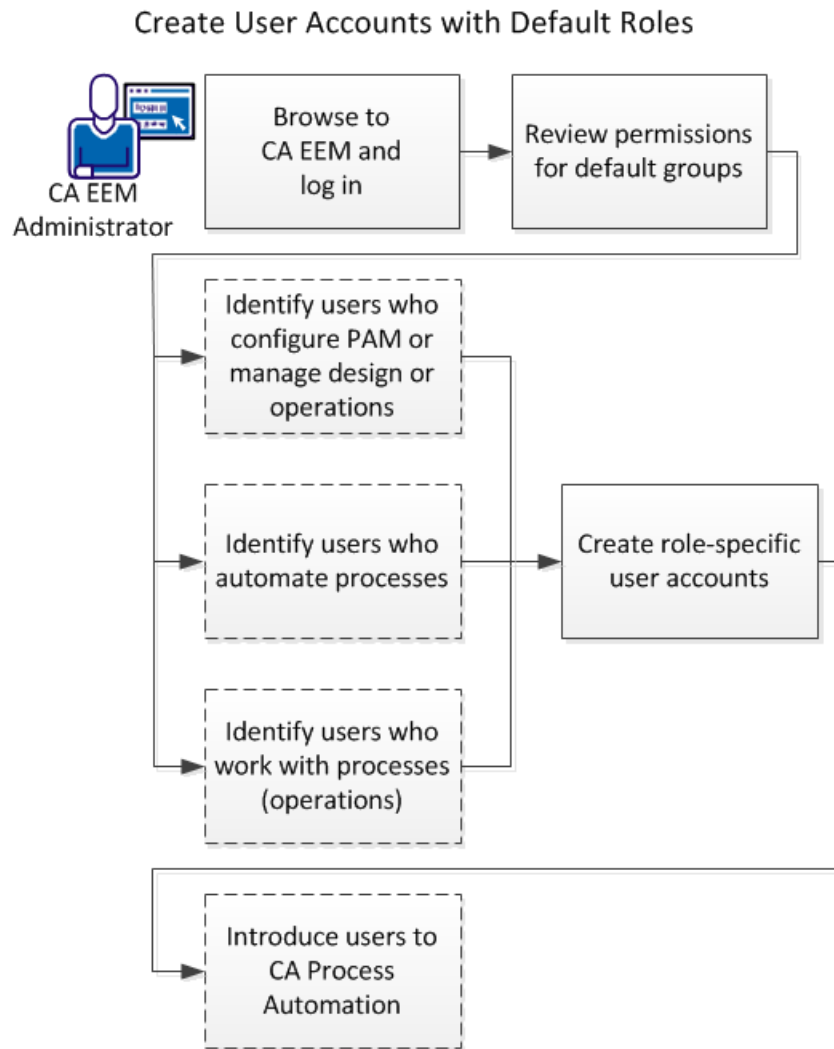 Create User Accounts with Default Roles
CA EEM
Administrator
Browse to
CA EEM and
log in
Review permissions
for default groups
Identify users who
configure PAM or
manage design or
operations
Identify users who
automate processes
Create role-specific
user accounts
Identify users who
work with processes
(operations)
Introduce users to
CA Process
Automation